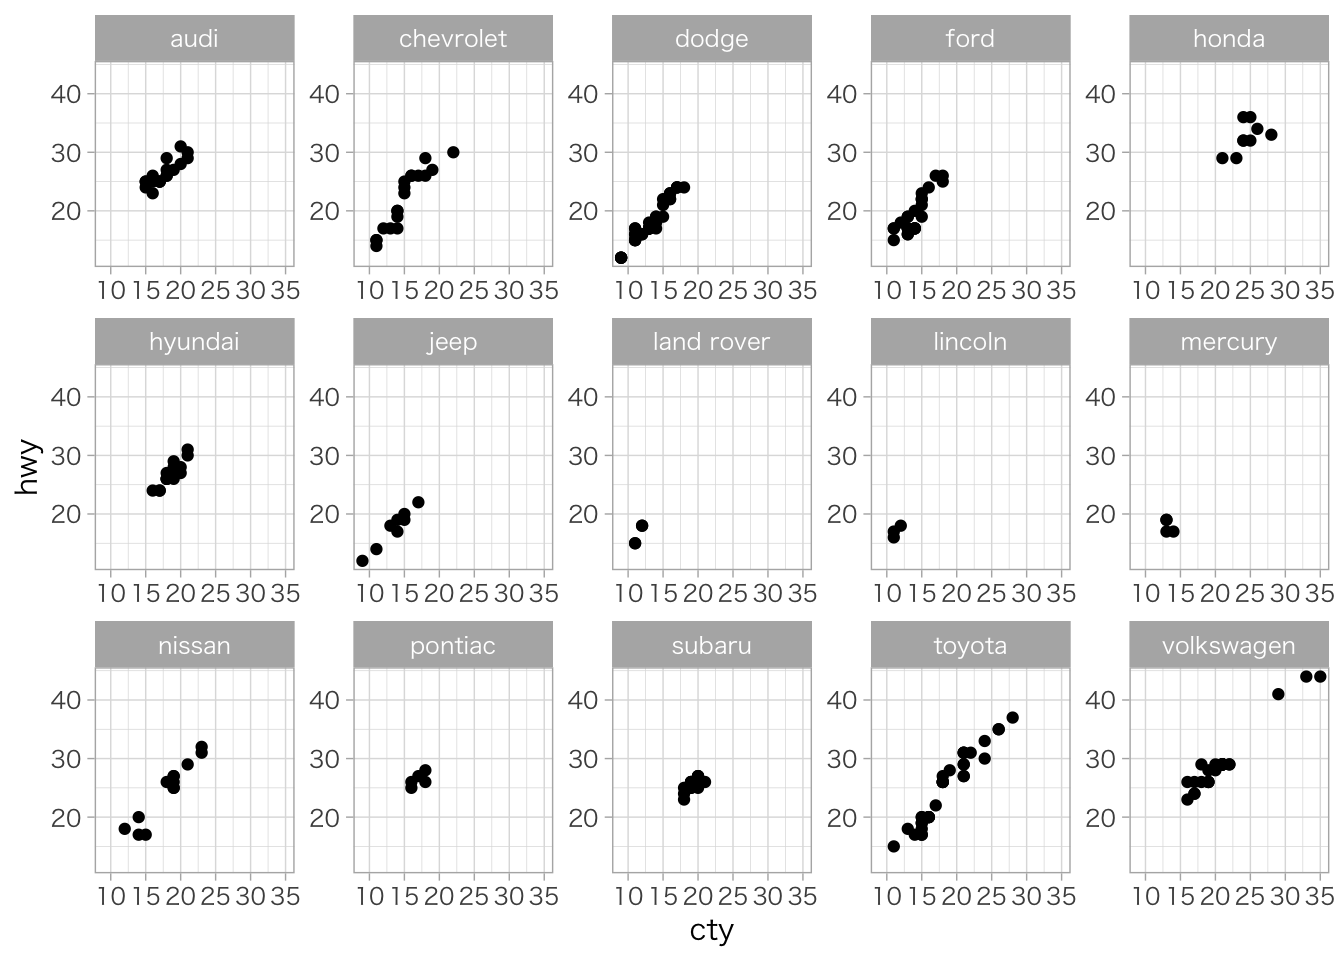 audi chevrolet dodge ford honda
40 40 40 40 40
30 30 30 30 30
20 20 20 20 20
10 15 20 25 30 35 10 15 20 25 30 35 10 15 20 25 30 35 10 15 20 25 30 35 10 15 20 25 30 35
hyundai jeep land rover lincoln mercury
40 40 40 40 40
hwy
30 30 30 30 30
20 20 20 20 20
10 15 20 25 30 35 10 15 20 25 30 35 10 15 20 25 30 35 10 15 20 25 30 35 10 15 20 25 30 35
nissan pontiac subaru toyota volkswagen
40 40 40 40 40
30 30 30 30 30
20 20 20 20 20
10 15 20 25 30 35 10 15 20 25 30 35 10 15 20 25 30 35 10 15 20 25 30 35 10 15 20 25 30 35
cty